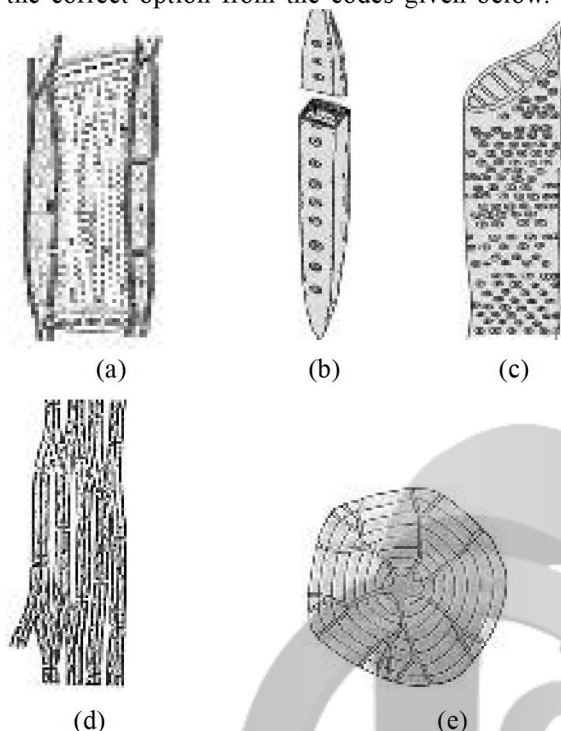 the correct option from the codes given below.
(a) (b) (c)
(d) (e)